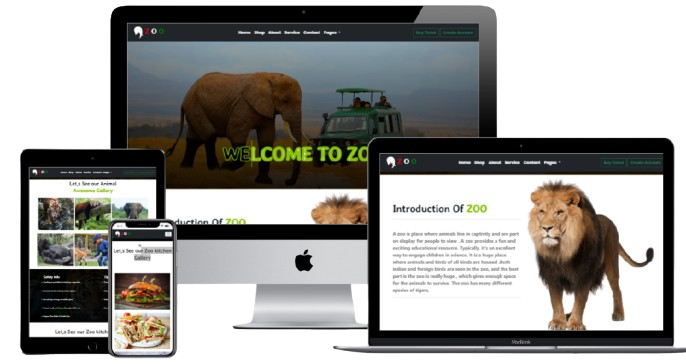 ZOO
Home Shop About Service Contact Pages
Buy Ticket Create Account
WELCOME TO ZO
Introduction Of ZOO
ZOO
Let,s See our Animal
Awesome Gallery
Let,s See our Zoo kitchen
Let,s See our Zoo kitchen
Gallery
ZOO
Home Shop About Service Contact Pages
Buy Ticket Create Account
Introduction Of ZOO
A zoo is place where animals live in captivity and are put
on display for people to view . A zoo provides a fun and
exciting educational resource. Typically, it's an excellent
way to engage children in science. It is a huge place
where animals and birds of all kinds are housed .Both
Indian and foreign birds are seen in the zoo, and the best
part is the zoo is really huge , which gives enough space
for the animals to survive. The zoo has many different
species of tigers.
MacBook